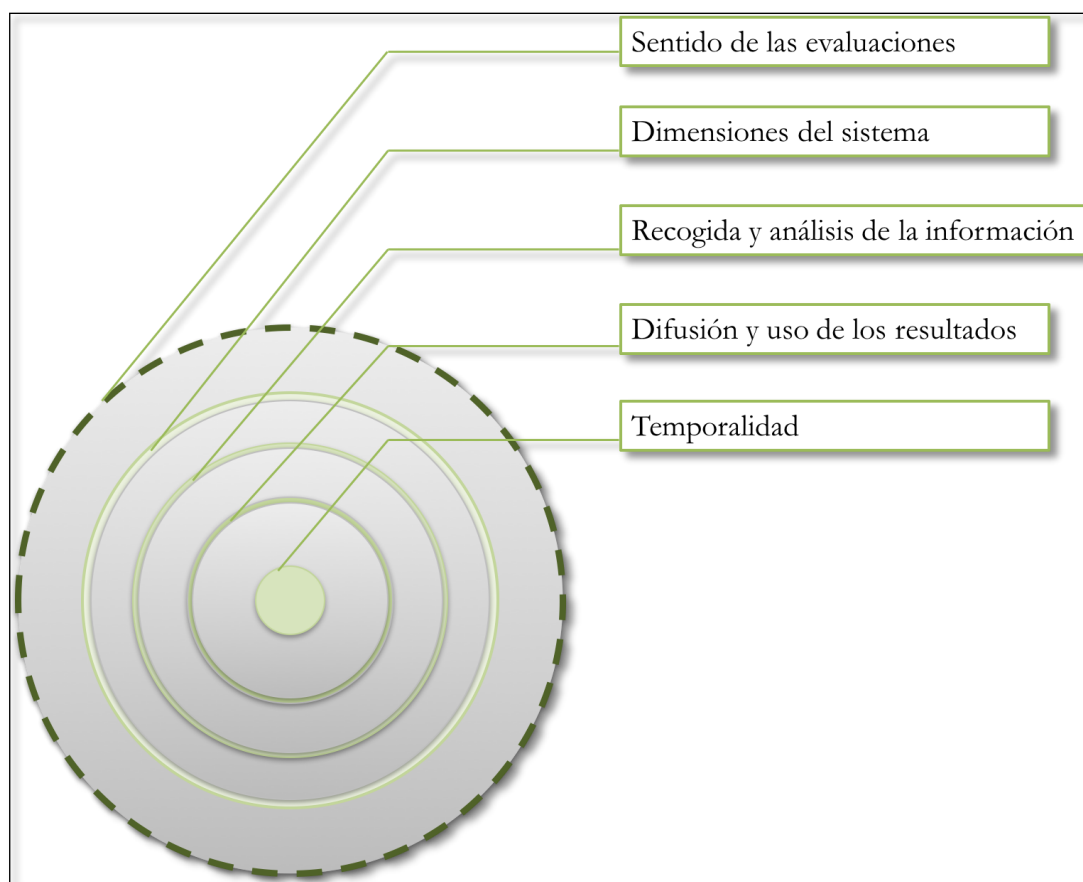 Sentido de las evaluaciones
Dimensiones del sistema
Recogida y análisis de la información
Difusión y uso de los resultados
Temporalidad